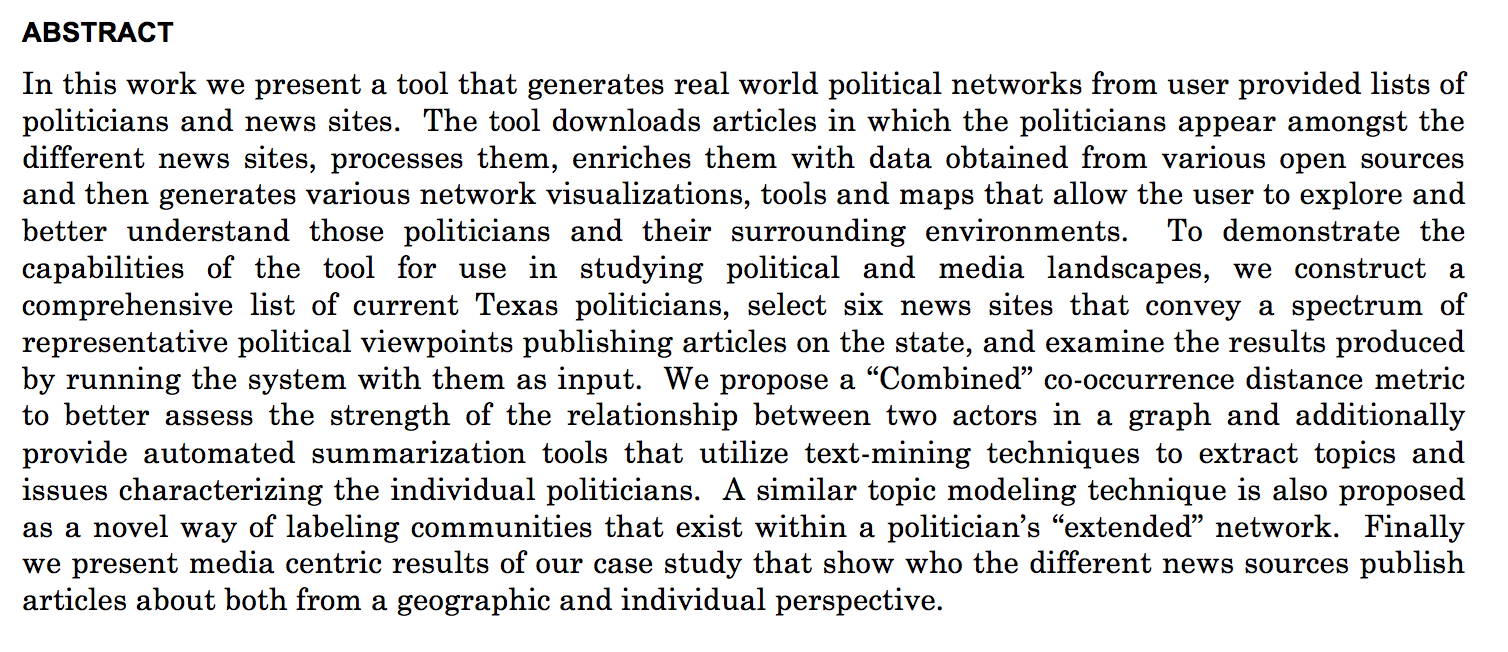 ABSTRACT
In this work we present a tool that generates real world political networks from user provided lists of
politicians and news sites.  The tool downloads articles in which the politicians appear amongst the
different news sites, processes them, enriches them with data obtained from various open sources
and then generates various network visualizations, tools and maps that allow the user to explore and
better understand those politicians and their surrounding environments.  To demonstrate the
capabilities of the tool for use in studying political and media landscapes, we construct a
comprehensive list of current Texas politicians, select six news sites that convey a spectrum of
representative political viewpoints publishing articles on the state, and examine the results produced
by running the system with them as input.  We propose a “Combined” co-occurrence distance metric
to better assess the strength of the relationship between two actors in a graph and additionally
provide automated summarization tools that utilize text-mining techniques to extract topics and
issues characterizing the individual politicians.  A similar topic modeling technique is also proposed
as a novel way of labeling communities that exist within a politician’s “extended” network.  Finally
we present media centric results of our case study that show who the different news sources publish
articles about both from a geographic and individual perspective.